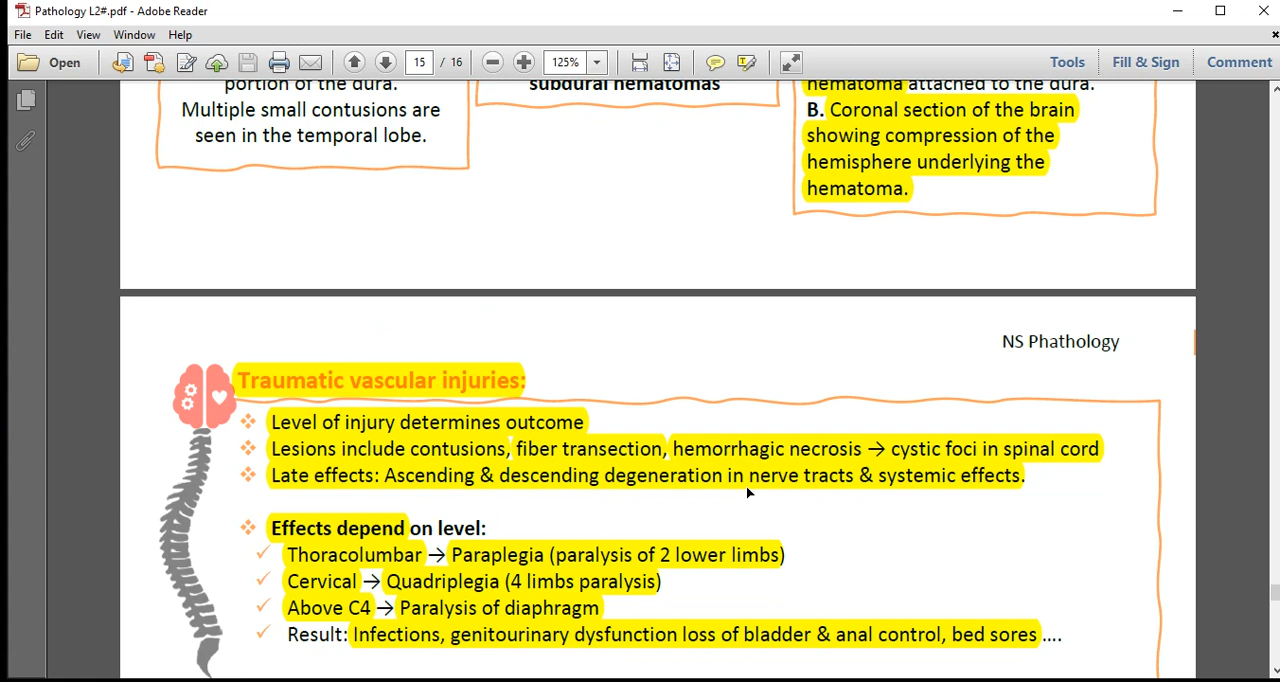 Pathology L2#.pdf - Adobe Reader
File Edit View Window Help
Open 15 / 16 125% Tools Fill & Sign Comment
portion of the dura.
Multiple small contusions are
seen in the temporal lobe.
subdural hematomas
hematoma attached to the dura.
B. Coronal section of the brain
showing compression of the
hemisphere underlying the
hematoma.
NS Phathology
Traumatic vascular injuries:
Level of injury determines outcome
Lesions include contusions, fiber transection, hemorrhagic necrosis → cystic foci in spinal cord
Late effects: Ascending & descending degeneration in nerve tracts & systemic effects.
Effects depend on level:
Thoracolumbar → Paraplegia (paralysis of 2 lower limbs)
Cervical → Quadriplegia (4 limbs paralysis)
Above C4 → Paralysis of diaphragm
Result: Infections, genitourinary dysfunction loss of bladder & anal control, bed sores ....